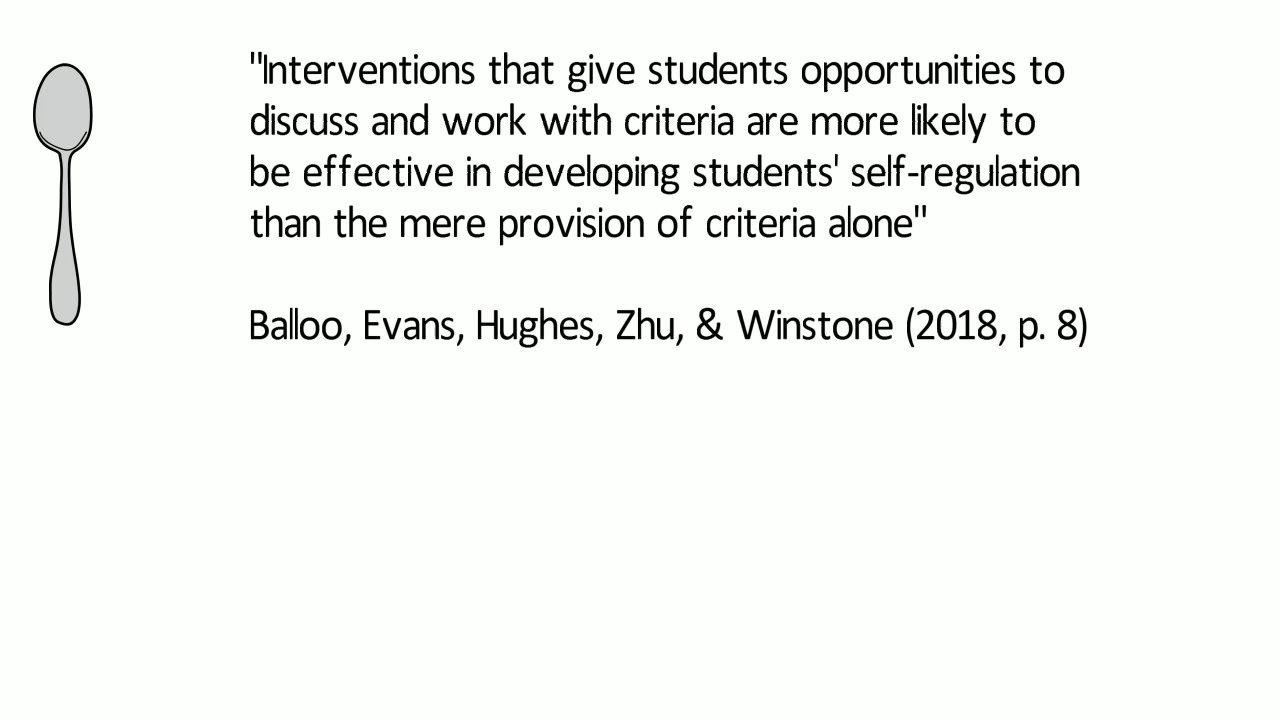 "Interventions that give students opportunities to
discuss and work with criteria are more likely to
be effective in developing students' self-regulation
than the mere provision of criteria alone"
Balloo, Evans, Hughes, Zhu, & Winstone (2018, p. 8)